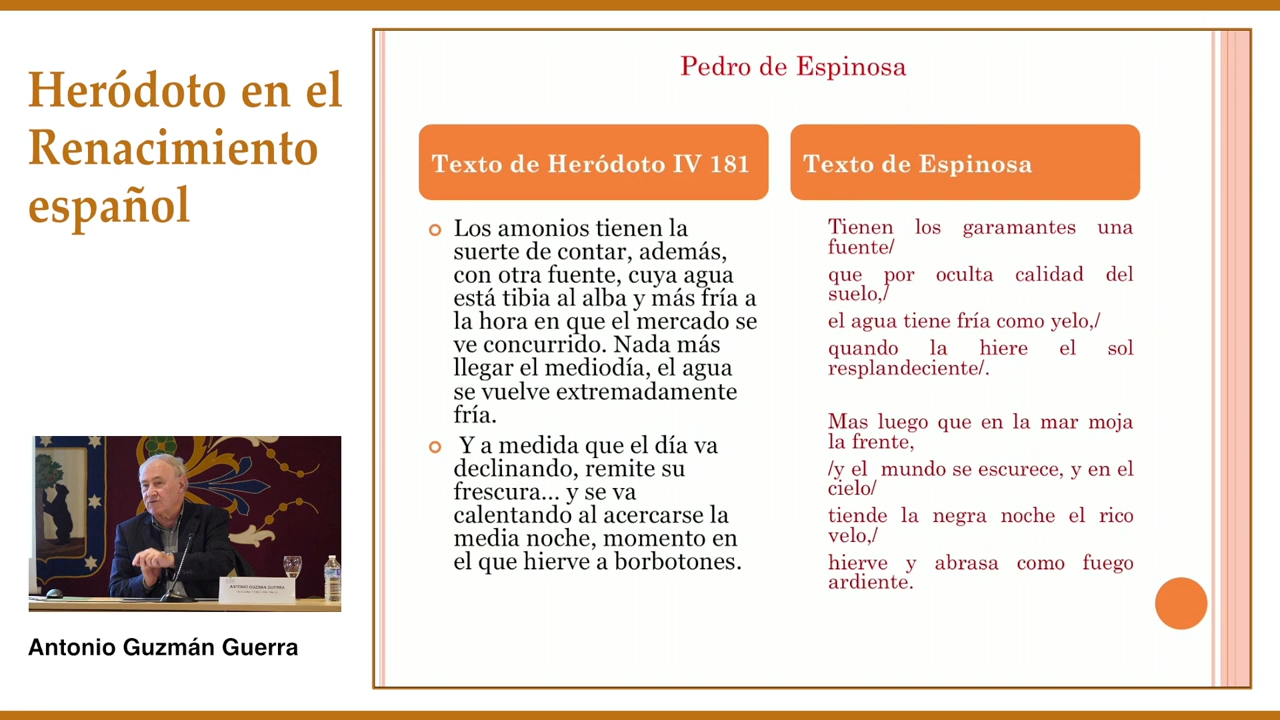 Heródoto en el
Renacimiento
español
Pedro de Espinosa
Texto de Heródoto IV 181
Los amonios tienen la
suerte de contar, además,
con otra fuente, cuya agua
está tibia al alba y más fría a
la hora en que el mercado se
ve concurrido. Nada más
llegar el mediodía, el agua
se vuelve extremadamente
fría.
Y a medida que el día va
declinando, remite su
frescura... y se va
calentando al acercarse la
media noche, momento en
el que hierve a borbotones.
Texto de Espinosa
Tienen los garamantes una
fuente/
que por oculta calidad del
suelo,/
el agua tiene fría como yelo,/
quando la hiere el sol
resplandeciente/.
Mas luego que en la mar moja
la frente,
/y el mundo se escurece, y en el
cielo/
tiende la negra noche el rico
velo,/
hierve y abrasa como fuego
ardiente.
ANTONIO GUZMÁN GUERRA
Antonio Guzmán Guerra